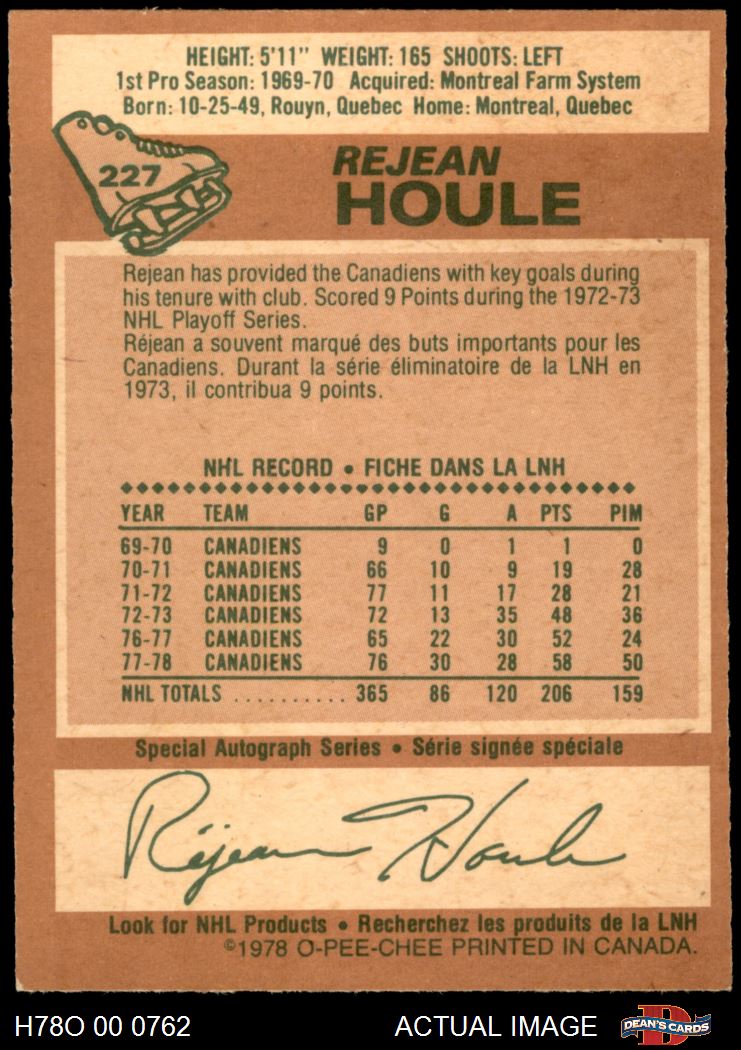 HEIGHT: 5'11" WEIGHT: 165 SHOOTS: LEFT
1st Pro Season: 1969-70 Acquired: Montreal Farm System
Born: 10-25-49, Rouyn, Quebec Home: Montreal, Quebec
227
REJEAN
HOULE
Rejean has provided the Canadiens with key goals during
his tenure with club. Scored 9 Points during the 1972-73
NHL Playoff Series.
Réjean a souvent marqué des buts importants pour les
Canadiens. Durant la série éliminatoire de la LNH en
1973, il contribua 9 points.
NHL RECORD • FICHE DANS LA LNH
YEAR TEAM GP G A PTS PIM
69-70 CANADIENS 9 0 1 1 0
70-71 CANADIENS 66 10 9 19 28
71-72 CANADIENS 77 11 17 28 21
72-73 CANADIENS 72 13 35 48 36
76-77 CANADIENS 65 22 30 52 24
77-78 CANADIENS 76 30 28 58 50
NHL TOTALS .......... 365 86 120 206 159
Special Autograph Series • Série signée spéciale
Réjean Houle
Look for NHL Products • Recherchez les produits de la LNH
©1978 O-PEE-CHEE PRINTED IN CANADA.
H78O 00 0762 ACTUAL IMAGE D DEAN'S CARDS